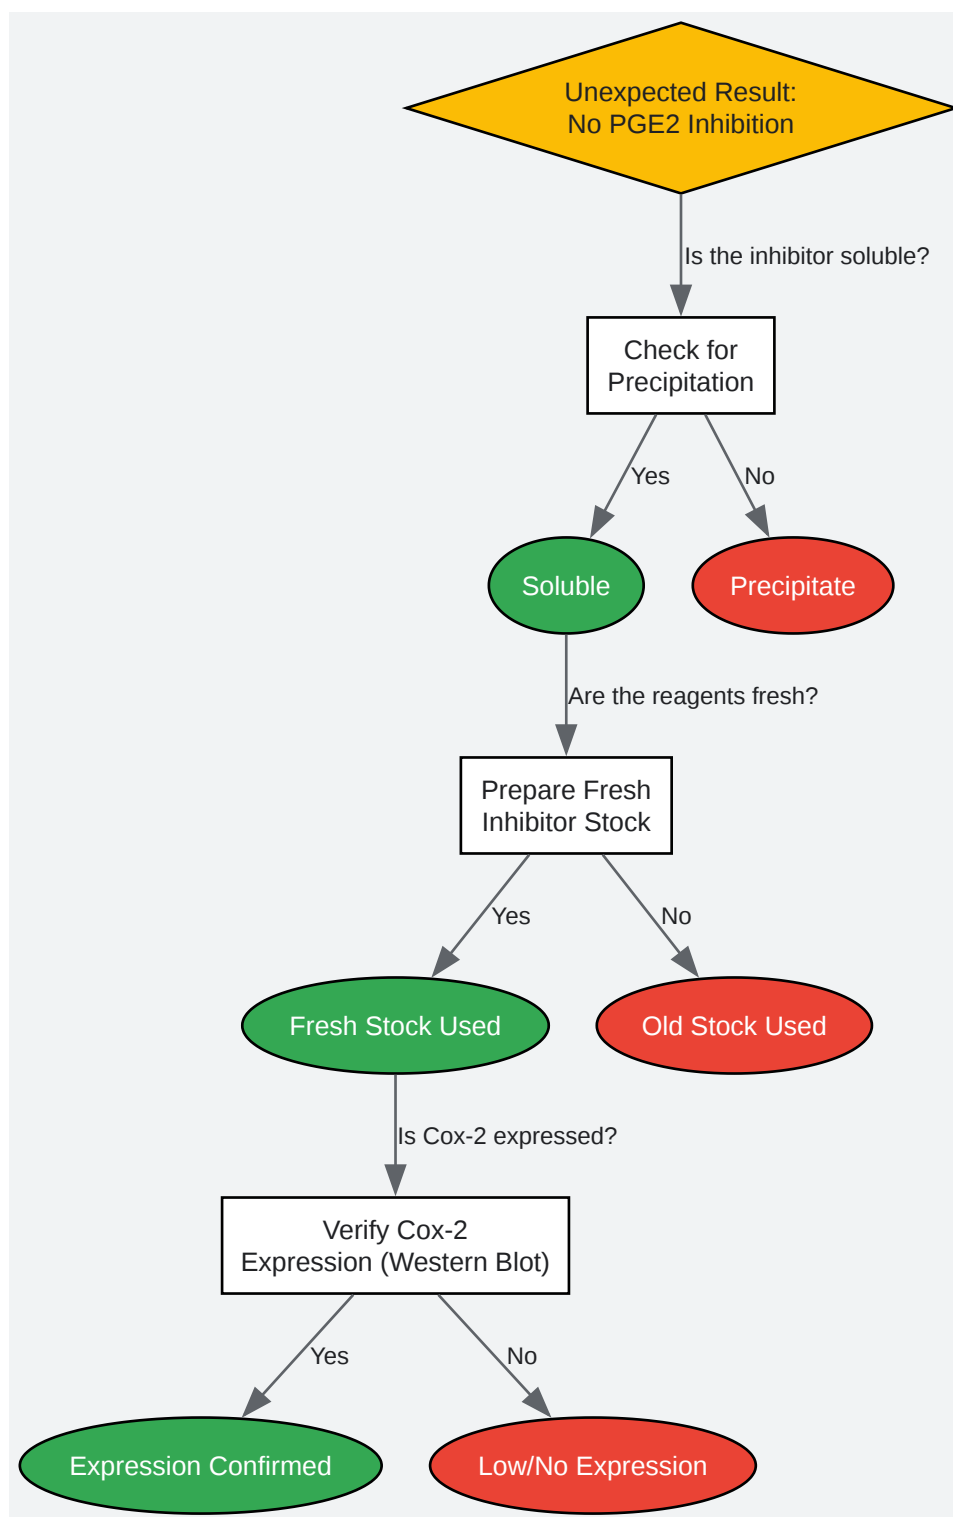 Unexpected Result:
No PGE2 Inhibition
Is the inhibitor soluble?
Check for
Precipitation
Yes
No
Soluble
Precipitate
Are the reagents fresh?
Prepare Fresh
Inhibitor Stock
Yes
No
Fresh Stock Used
Old Stock Used
Is Cox-2 expressed?
Verify Cox-2
Expression (Western Blot)
Yes
No
Expression Confirmed
Low/No Expression